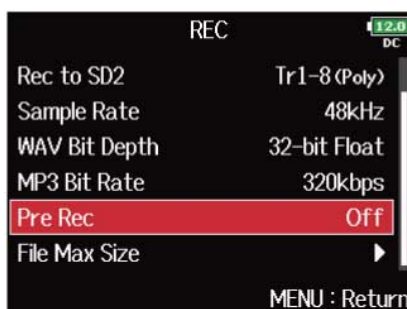 REC
12.0
DC
Rec to SD2 Tr1-8 (Poly)
Sample Rate 48kHz
WAV Bit Depth 32-bit Float
MP3 Bit Rate 320kbps
Pre Rec Off
File Max Size
MENU : Return